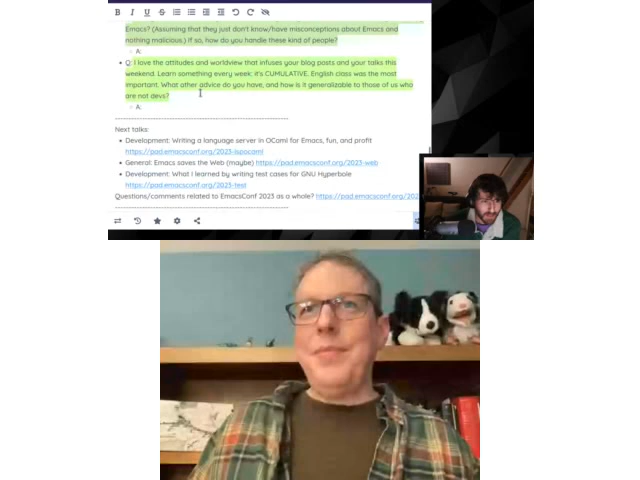 Emacs? (Assuming that they just don't know/have misconceptions about Emacs and
nothing malicious.) If so, how do you handle these kind of people?
A:
Q: I love the attitudes and worldview that infuses your blog posts and your talks this
weekend. Learn something every week; it's CUMULATIVE. English class was the most
important. What other advice do you have, and how is it generalizable to those of us who
are not devs?
A:
Next talks:
Development: Writing a language server in OCaml for Emacs, fun, and profit
https://pad.emacsconf.org/2023-lspocaml
General: Emacs saves the Web (maybe) https://pad.emacsconf.org/2023-web
Development: What I learned by writing test cases for GNU Hyperbole
https://pad.emacsconf.org/2023-test
Questions/comments related to EmacsConf 2023 as a whole? https://pad.emacsconf.org/202